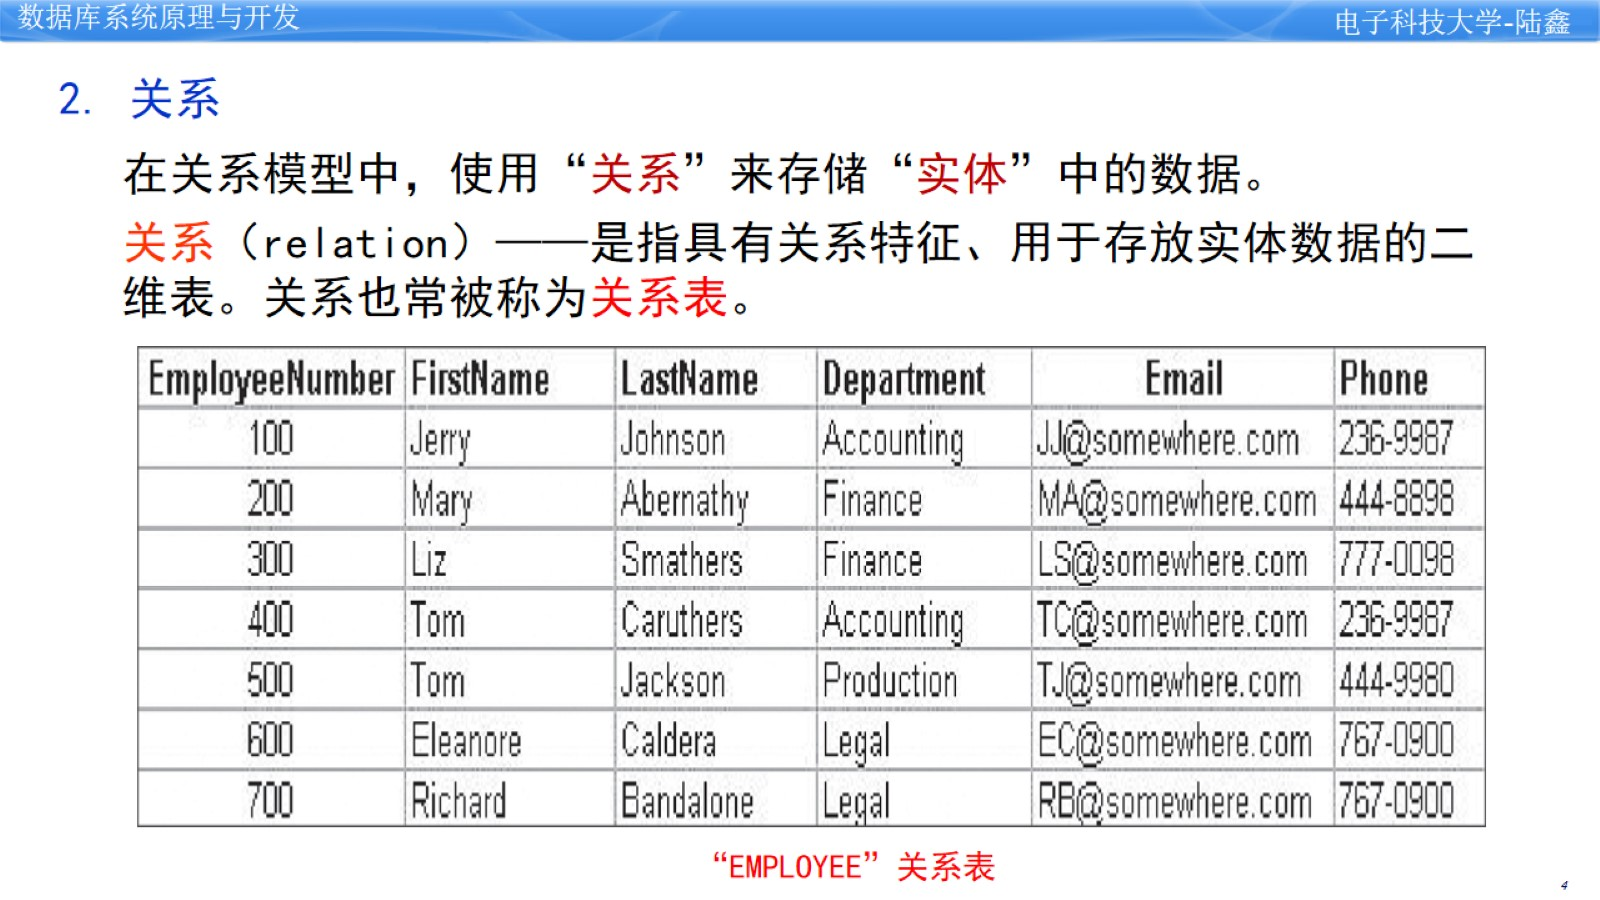 数据库系统原理与开发
电子科技大学-陆鑫
2. 关系
在关系模型中，使用“关系”来存储“实体”中的数据。
关系（relation）——是指具有关系特征、用于存放实体数据的二
维表。关系也常被称为关系表。
EmployeeNumber FirstName LastName Department Email Phone
100 Jerry Johnson Accounting JJ@somewhere.com 236-9987
200 Mary Abernathy Finance MA@somewhere.com 444-8898
300 Liz Smathers Finance LS@somewhere.com 777-0098
400 Tom Caruthers Accounting TC@somewhere.com 236-9987
500 Tom Jackson Production TJ@somewhere.com 444-9980
600 Eleanore Caldera Legal EC@somewhere.com 767-0900
700 Richard Bandalone Legal RB@somewhere.com 767-0900
“EMPLOYEE”关系表
4